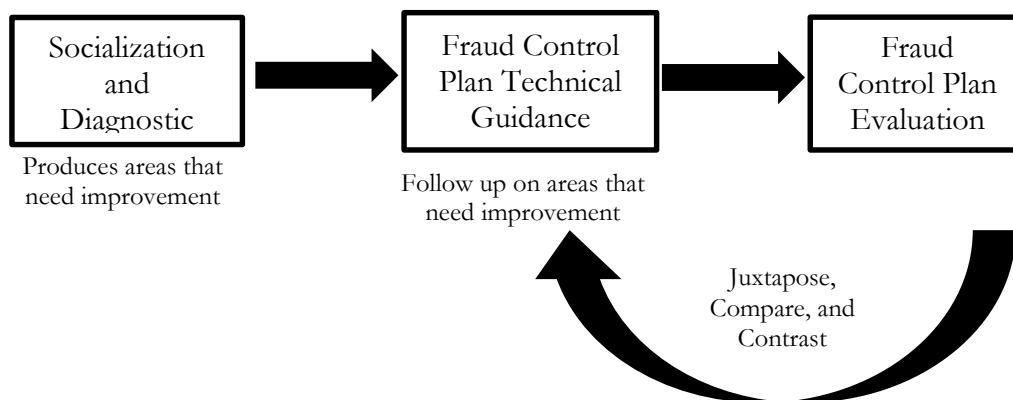 Socialization
and
Diagnostic
Produces areas that
need improvement
Fraud Control
Plan Technical
Guidance
Follow up on areas that
need improvement
Fraud
Control Plan
Evaluation
Juxtapose,
Compare, and
Contrast